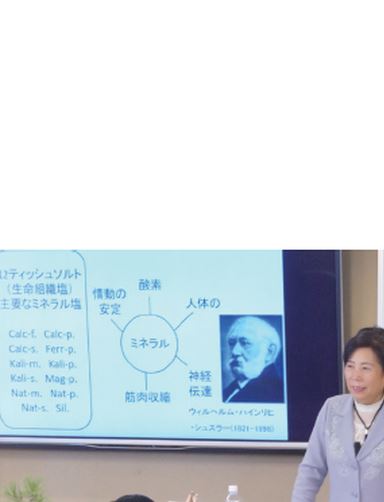 12ティッシュソルト
(生命組織塩)
主要なミネラル塩
Calc-f. Calc-p.
Calc-s. Ferr-p.
Kali-m. Kali-p.
Kali-s. Mag-p.
Nat-m. Nat-p.
Nat-s. Sil.
情動の
安定
酸素
人体の
ミネラル
神経
伝達
筋肉収縮
ウィルヘルム・ハインリヒ
・シュスラー(1821-1898)